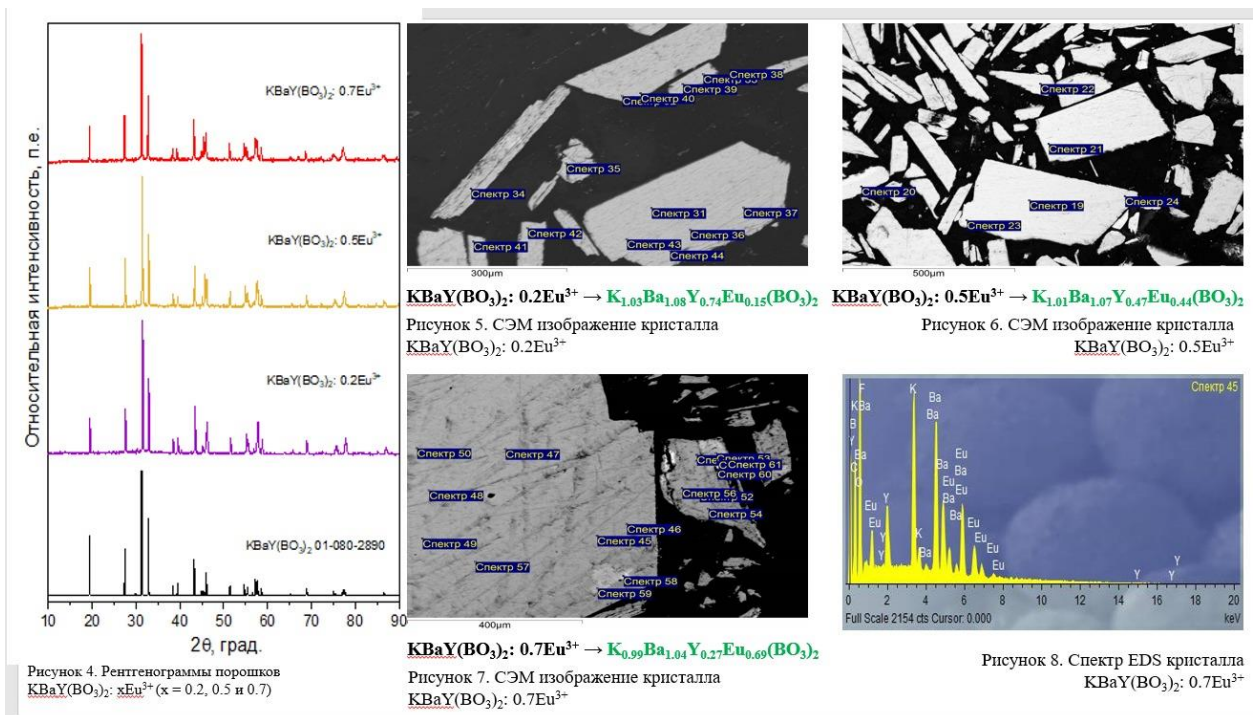 Относительная интенсивность, п.е.
KBaY(BO₃)₂: 0.7Eu³⁺
KBaY(BO₃)₂: 0.5Eu³⁺
KBaY(BO₃)₂: 0.2Eu³⁺
KBaY(BO₃)₂ 01-080-2890
10 20 30 40 50 60 70 80 90
2θ, град.
Рисунок 4. Рентгенограммы порошков
KBaY(BO₃)₂: xEu³⁺ (x = 0.2, 0.5 и 0.7)
Спектр 38
Спектр 39
Спектр 40
Спектр 35
Спектр 34
Спектр 31
Спектр 37
Спектр 42
Спектр 36
Спектр 41
Спектр 43
Спектр 44
300μm
KBaY(BO₃)₂: 0.2Eu³⁺ → K₁.₀₃Ba₁.₀₈Y₀.₇₄Eu₀.₁₅(BO₃)₂
Рисунок 5. СЭМ изображение кристалла
KBaY(BO₃)₂: 0.2Eu³⁺
Спектр 22
Спектр 21
Спектр 20
Спектр 19
Спектр 24
Спектр 23
500μm
KBaY(BO₃)₂: 0.5Eu³⁺ → K₁.₀₁Ba₁.₀₇Y₀.₄₇Eu₀.₄₄(BO₃)₂
Рисунок 6. СЭМ изображение кристалла
KBaY(BO₃)₂: 0.5Eu³⁺
Спектр 50
Спектр 47
Спектр 61
Спектр 60
Спектр 48
Спектр 56
Спектр 54
Спектр 46
Спектр 49
Спектр 45
Спектр 57
Спектр 58
Спектр 59
400μm
KBaY(BO₃)₂: 0.7Eu³⁺ → K₀.₉₉Ba₁.₀₄Y₀.₂₇Eu₀.₆₉(BO₃)₂
Рисунок 7. СЭМ изображение кристалла
KBaY(BO₃)₂: 0.7Eu³⁺
Спектр 45
F
K
K Ba
Ba
B
Ba
Y
Eu
Ba
Ba
Eu
Ba
C
O
Eu
Y
Eu
Ba
Eu
Eu
Y
Ba
Eu
Eu
Y
K
Ba
Eu
Eu
Y
Y
Y
0 2 4 6 8 10 12 14 16 18 20
Full Scale 2154 cts Cursor: 0.000
keV
Рисунок 8. Спектр EDS кристалла
KBaY(BO₃)₂: 0.7Eu³⁺